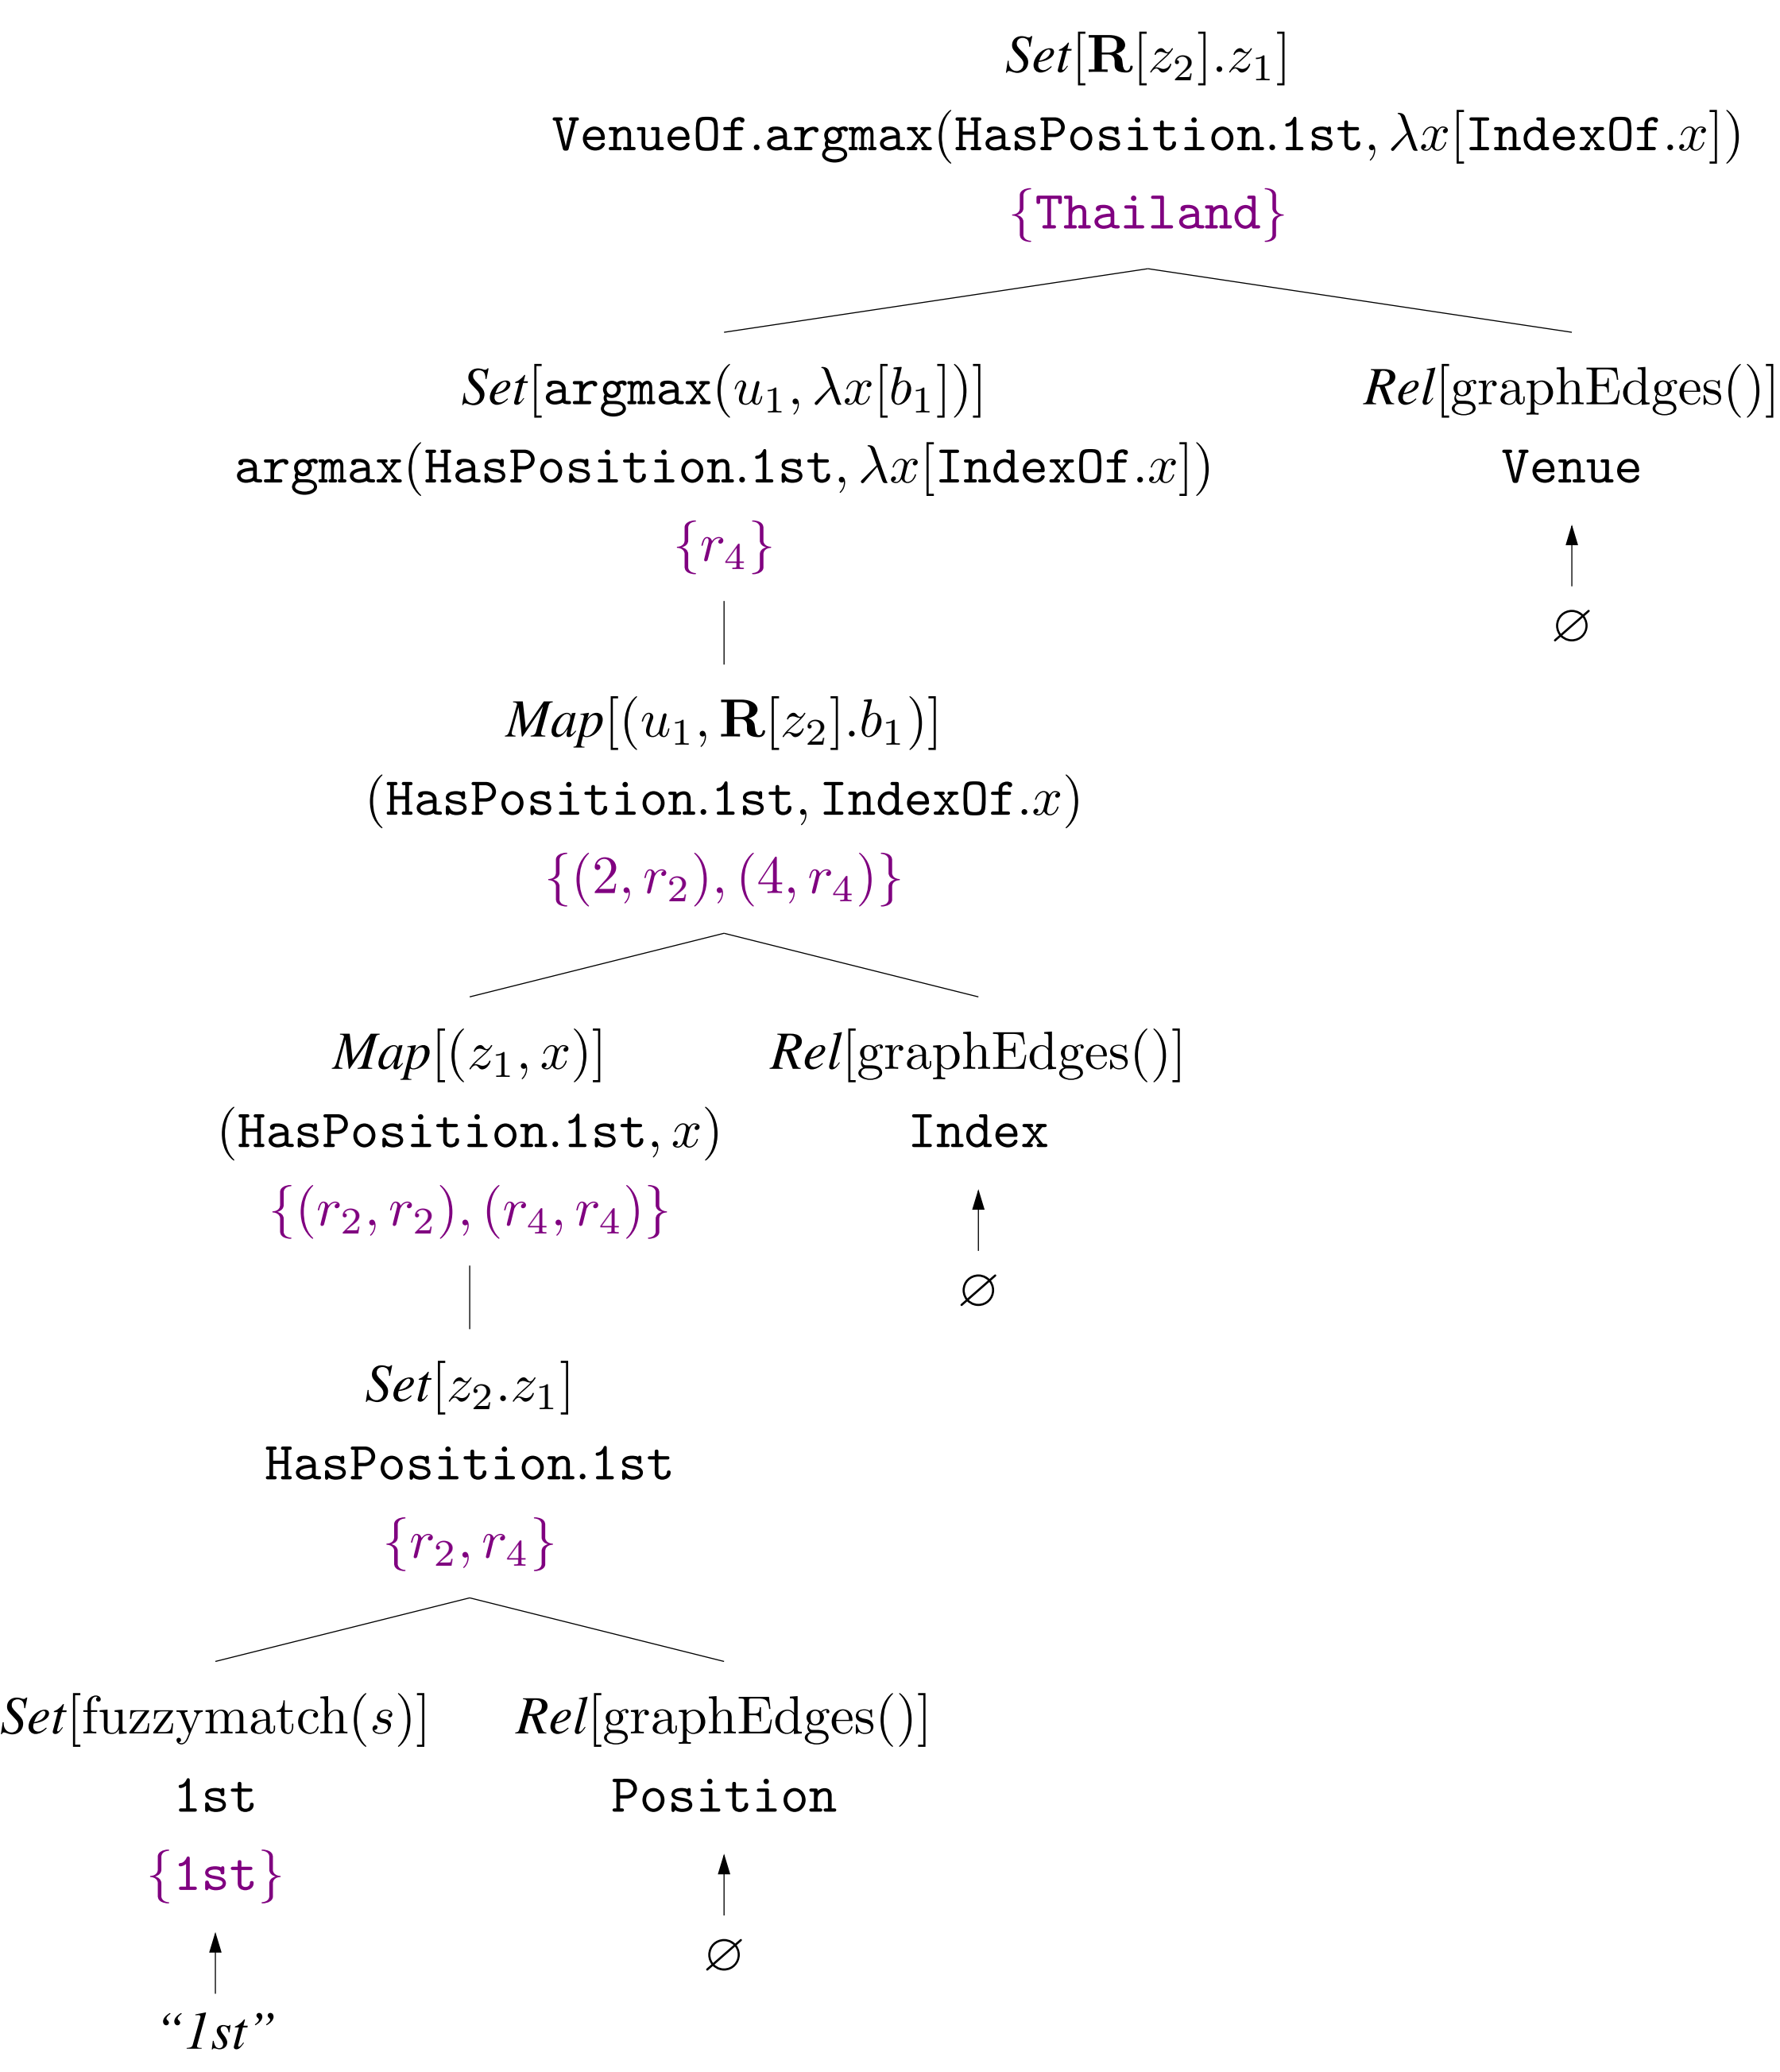 Set[R[z₂].z₁]
VenueOf.argmax(HasPosition.1st, λx[IndexOf.x])
{Thailand}
Set[argmax(u₁, λx[b₁])]
Rel[graphEdges()]
argmax(HasPosition.1st, λx[IndexOf.x])
Venue
{r₄}
∅
Map[(u₁, R[z₂].b₁)]
(HasPosition.1st, IndexOf.x)
{(2, r₂), (4, r₄)}
Map[(z₁, x)]
Rel[graphEdges()]
(HasPosition.1st, x)
Index
{(r₂, r₂), (r₄, r₄)}
∅
Set[z₂.z₁]
HasPosition.1st
{r₂, r₄}
Set[fuzzymatch(s)]
Rel[graphEdges()]
1st
Position
{1st}
∅
“1st”